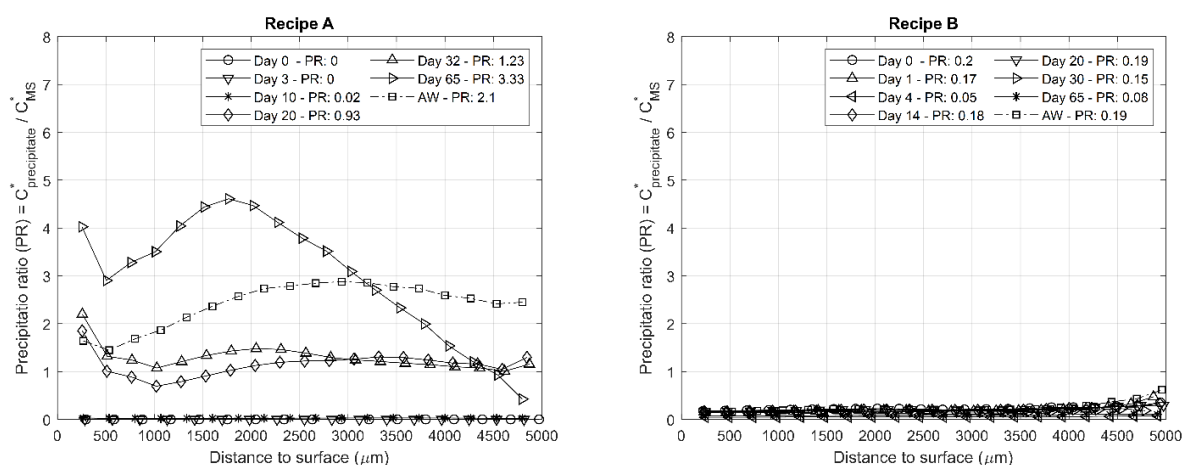 Recipe A
Precipitatio ratio (PR) = C*precipitate / C*MS
8
7
6
5
4
3
2
1
0
Day 0 - PR: 0
Day 3 - PR: 0
Day 10 - PR: 0.02
Day 20 - PR: 0.93
Day 32 - PR: 1.23
Day 65 - PR: 3.33
AW - PR: 2.1
0 500 1000 1500 2000 2500 3000 3500 4000 4500 5000
Distance to surface (μm)
Recipe B
Precipitatio ratio (PR) = C*precipitate / C*MS
8
7
6
5
4
3
2
1
0
Day 0 - PR: 0.2
Day 1 - PR: 0.17
Day 4 - PR: 0.05
Day 14 - PR: 0.18
Day 20 - PR: 0.19
Day 30 - PR: 0.15
Day 65 - PR: 0.08
AW - PR: 0.19
0 500 1000 1500 2000 2500 3000 3500 4000 4500 5000
Distance to surface (μm)